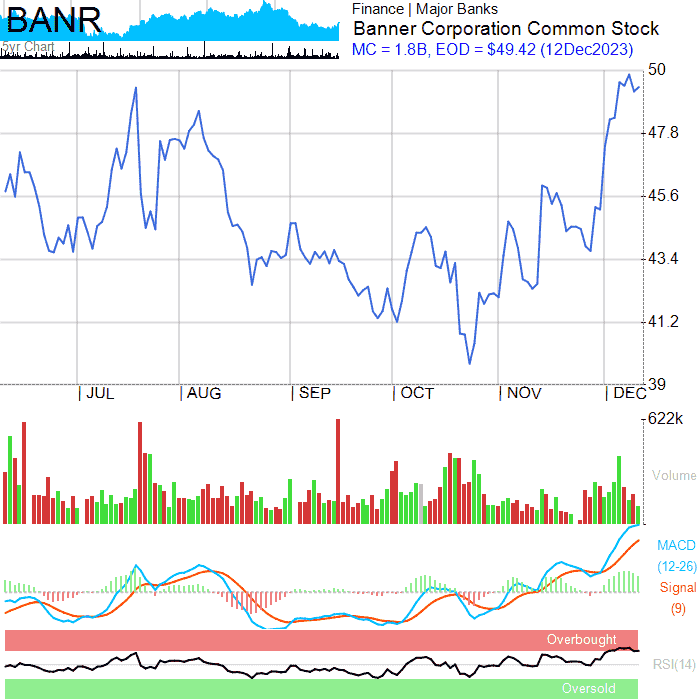 BANR
5yr Chart
Finance | Major Banks
Banner Corporation Common Stock
MC = 1.8B, EOD = $49.42 (12Dec2023)
50
47.8
45.6
43.4
41.2
39
| JUL | AUG | SEP | OCT | NOV | DEC
622k
Volume
MACD
(12-26)
Signal
(9)
Overbought
RSI(14)
Oversold